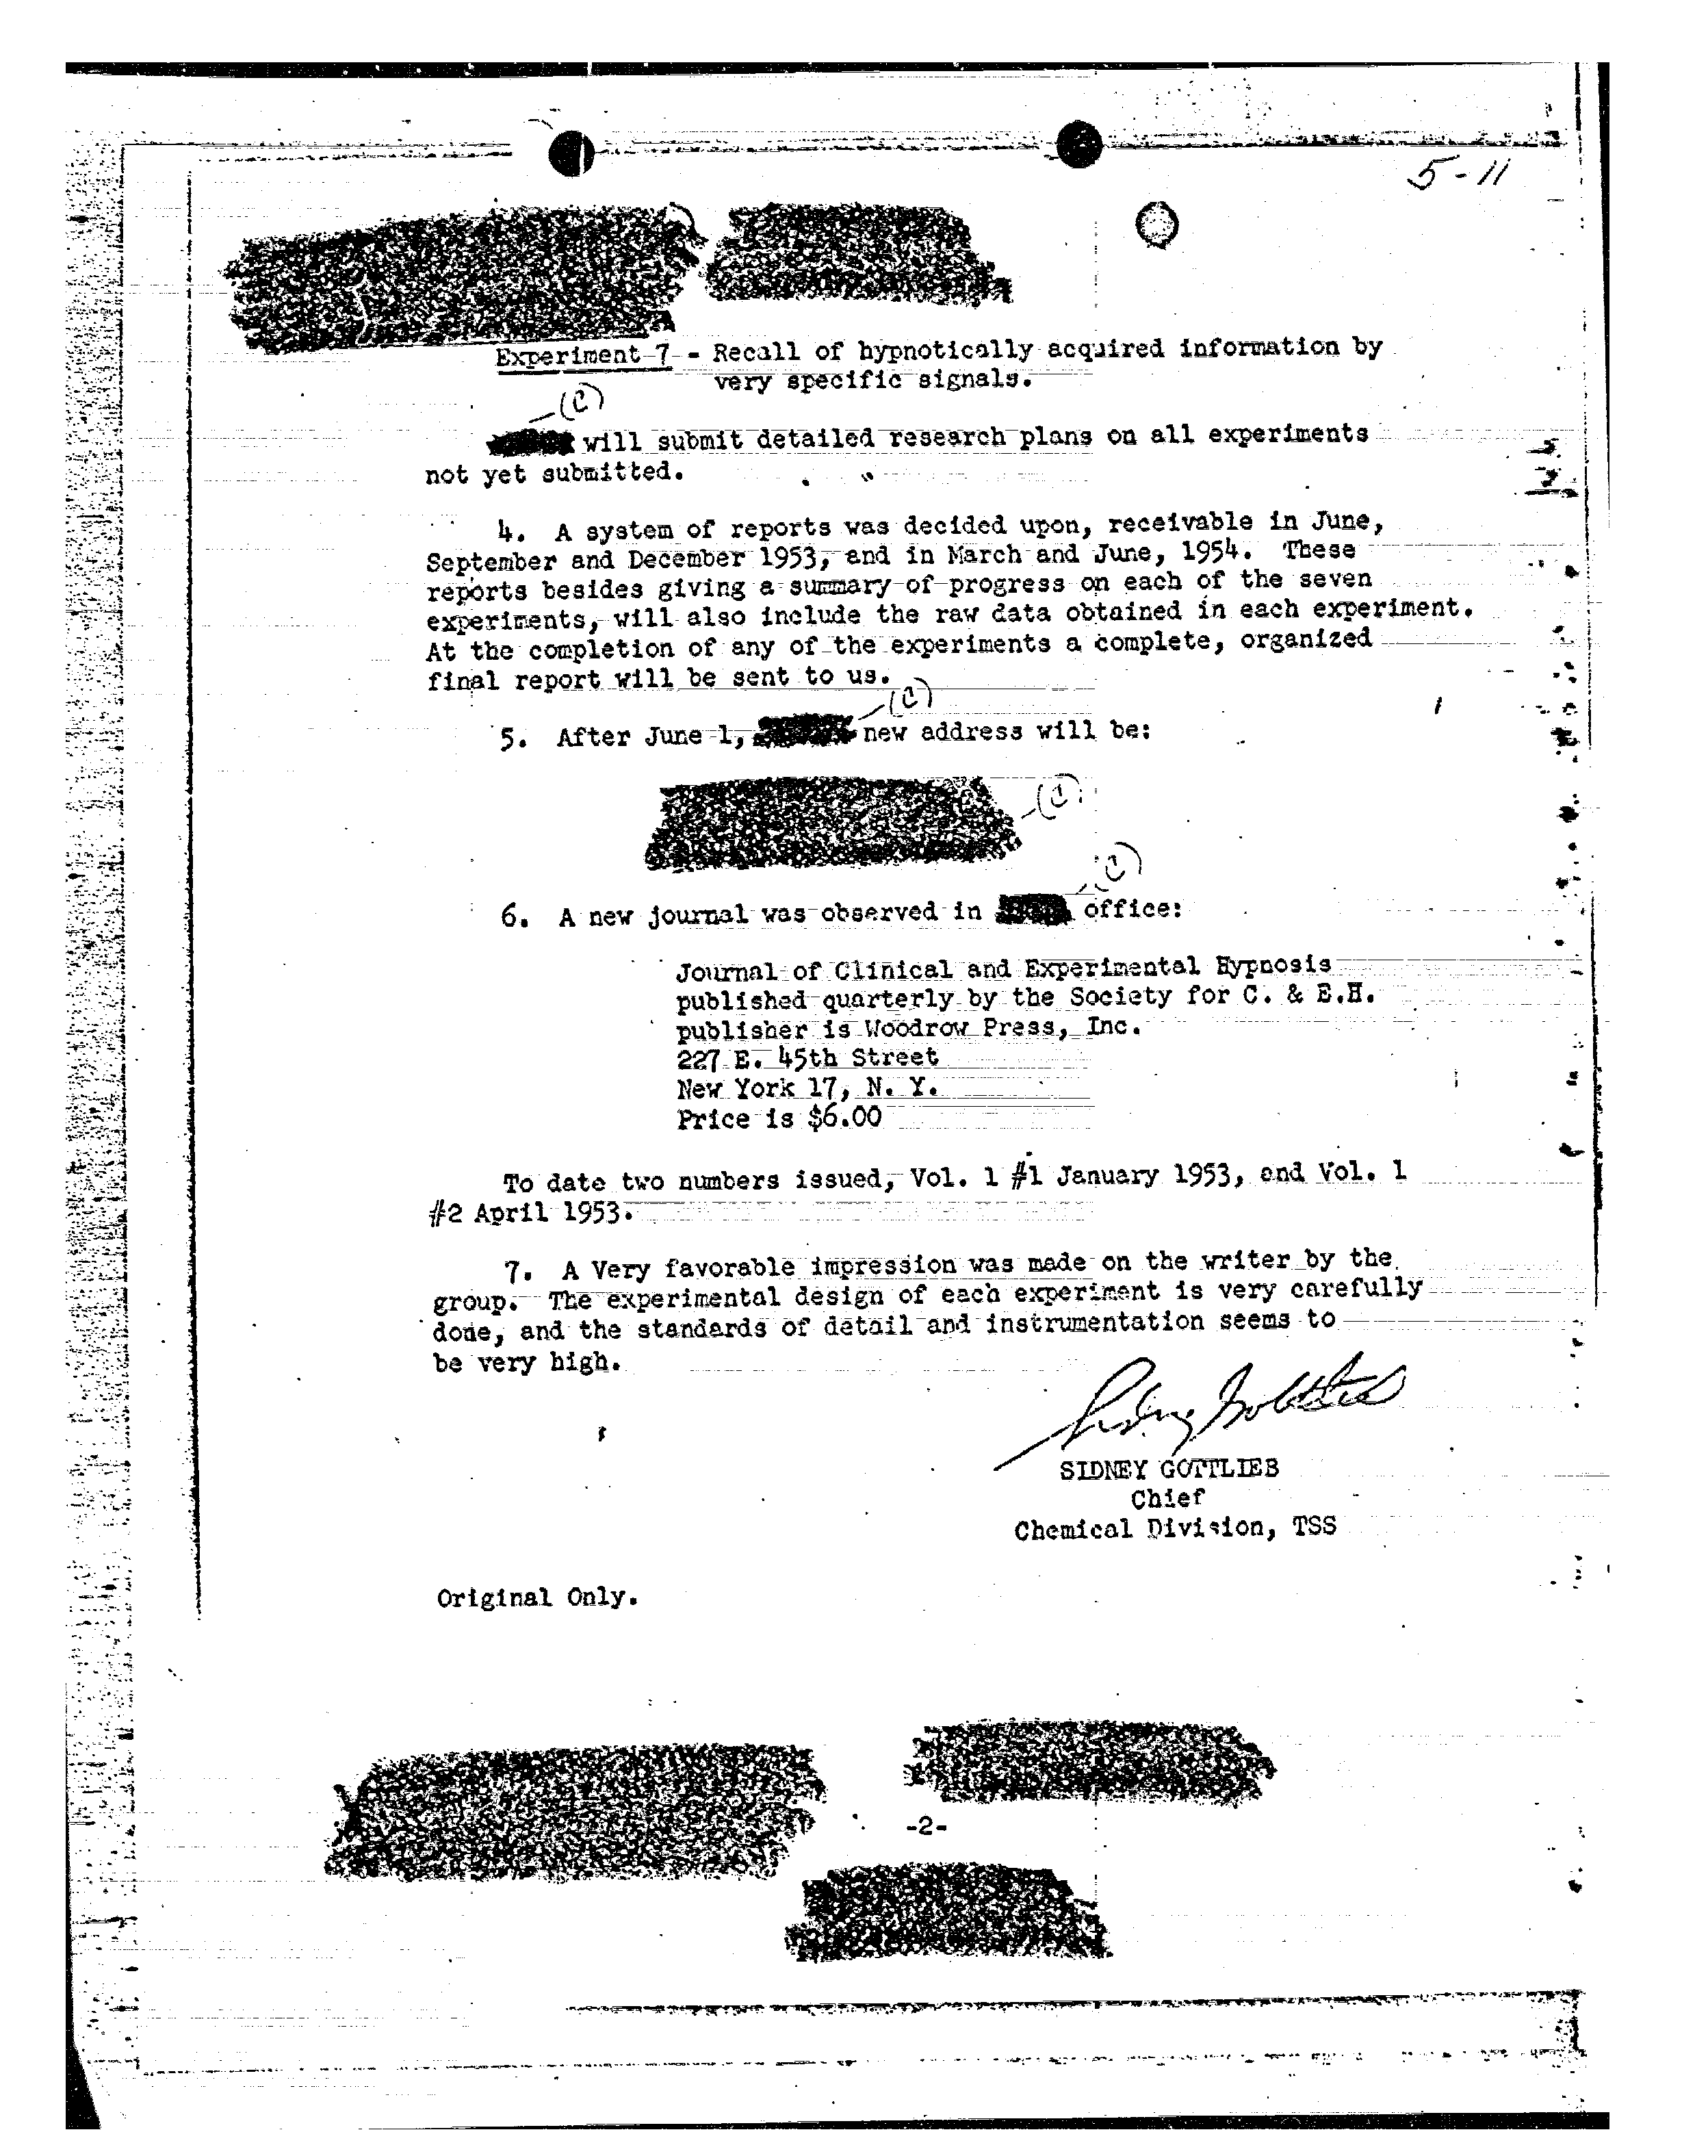 5-11
Experiment 7 - Recall of hypnotically acquired information by
very specific signals.
(C)
will submit detailed research plans on all experiments
not yet submitted.
4. A system of reports was decided upon, receivable in June,
September and December 1953, and in March and June, 1954. These
reports besides giving a summary of progress on each of the seven
experiments, will also include the raw data obtained in each experiment.
At the completion of any of the experiments a complete, organized
final report will be sent to us.
(C)
5. After June 1, new address will be:
(C)
(C)
6. A new journal was observed in office:
Journal of Clinical and Experimental Hypnosis
published quarterly by the Society for C. & E.H.
publisher is Woodrow Press, Inc.
227 E. 45th Street
New York 17, N. Y.
Price is $6.00
To date two numbers issued, Vol. 1 #1 January 1953, and Vol. 1
#2 April 1953.
7. A Very favorable impression was made on the writer by the
group. The experimental design of each experiment is very carefully
done, and the standards of detail and instrumentation seems to
be very high.
Sidney Gottlieb
SIDNEY GOTTLIEB
Chief
Chemical Division, TSS
Original Only.
-2-